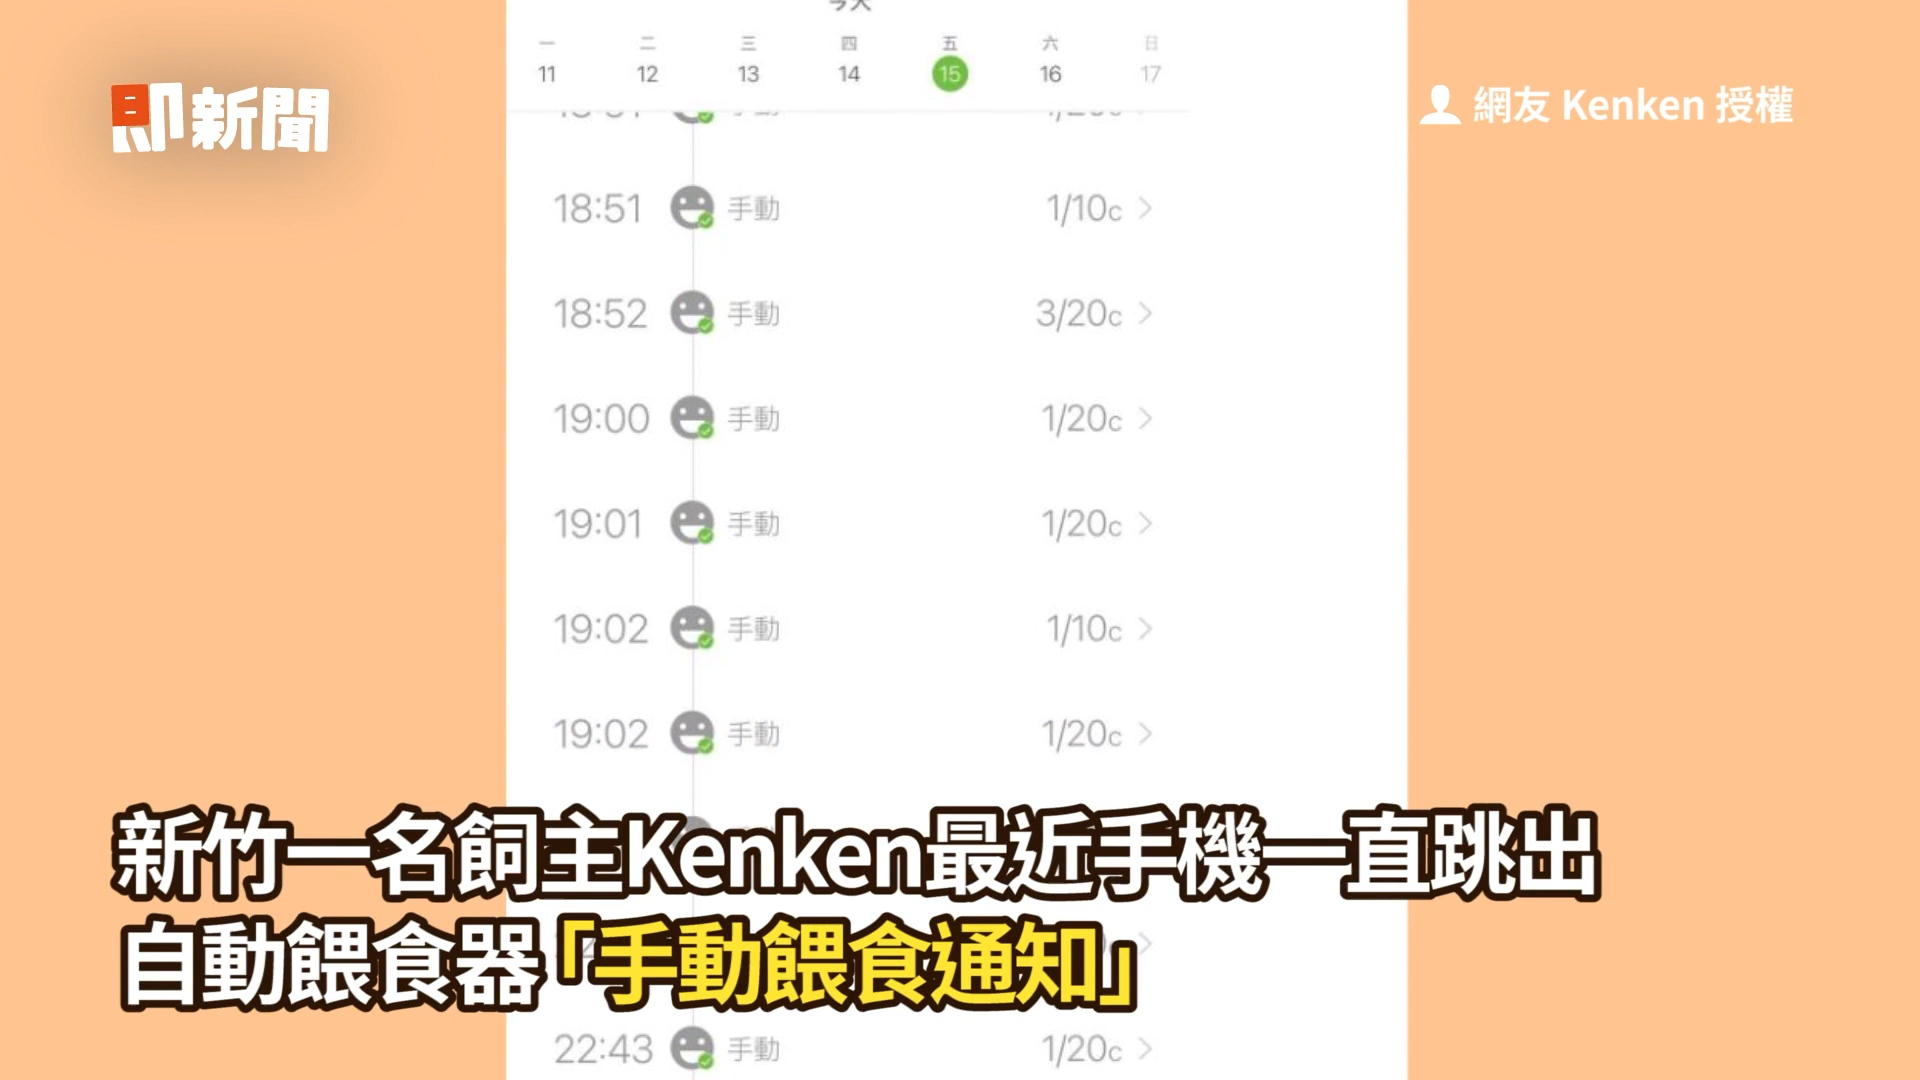 今天
一 二 三 四 五 六 日
11 12 13 14 15 16 17
即新聞
網友 Kenken 授權
18:51 手動 1/10c
18:52 手動 3/20c
19:00 手動 1/20c
19:01 手動 1/20c
19:02 手動 1/10c
19:02 手動 1/20c
新竹一名飼主Kenken最近手機一直跳出
自動餵食器「手動餵食通知」
22:43 手動 1/20c